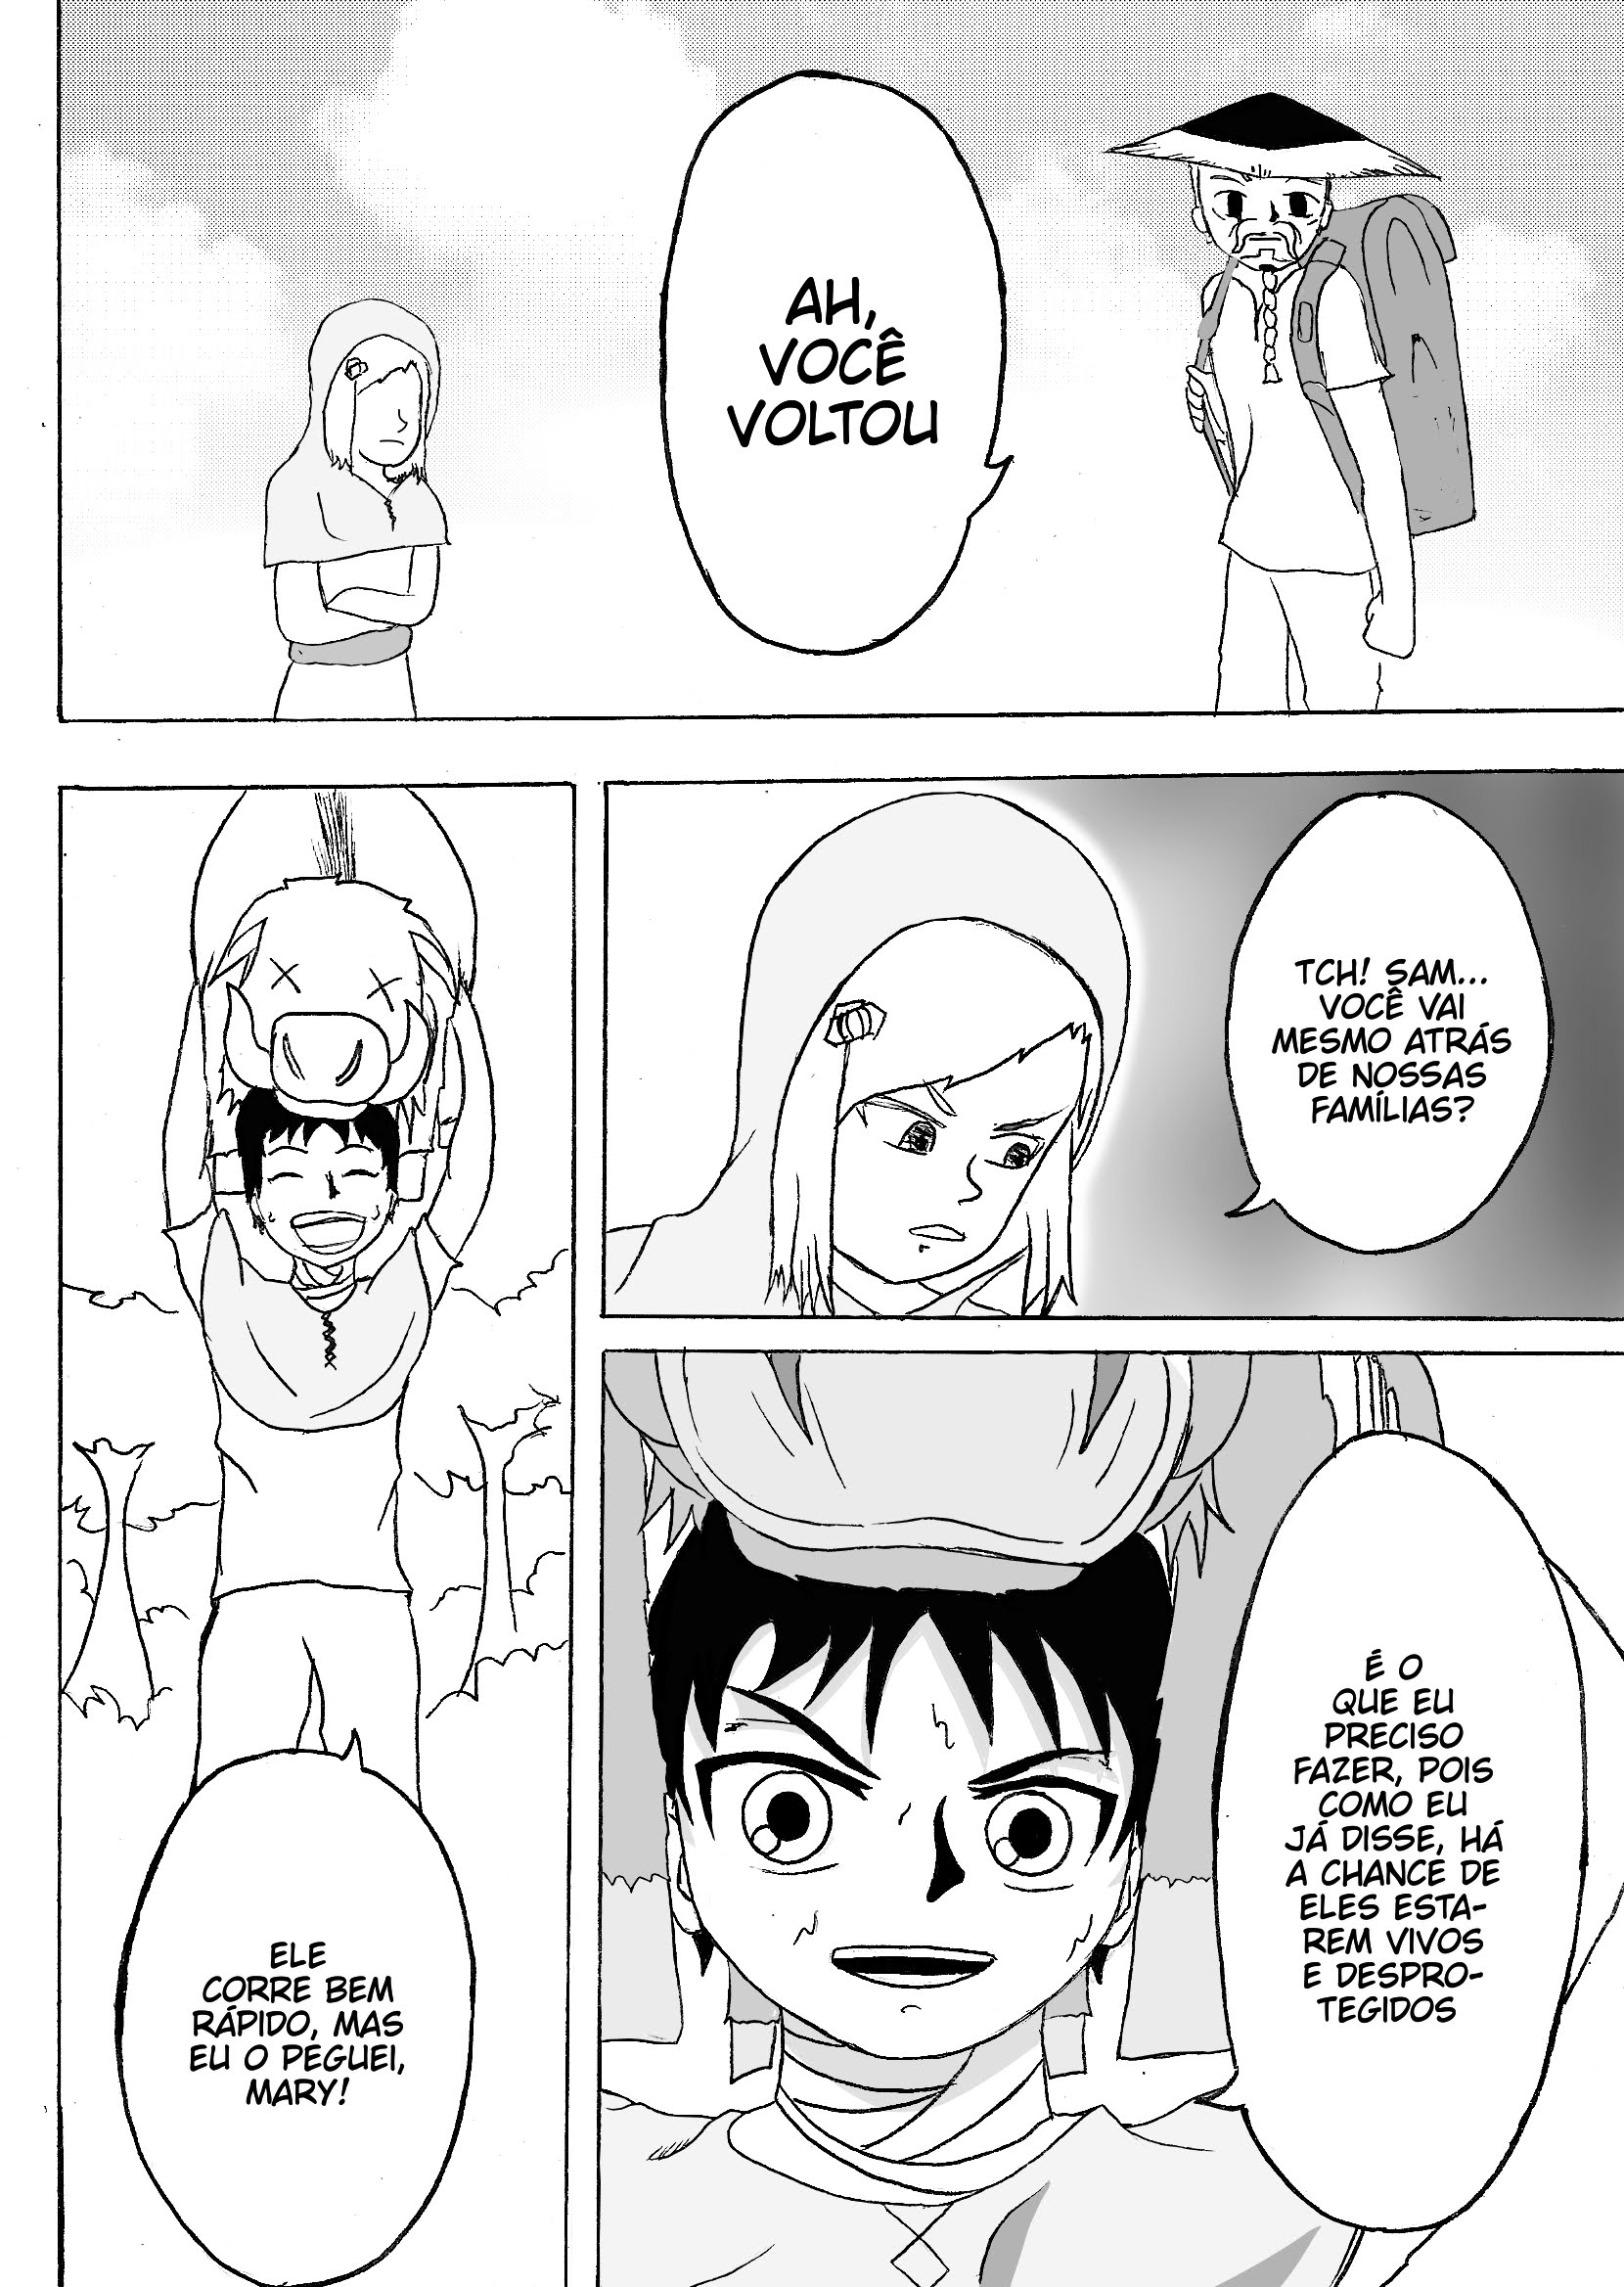 AH,
VOCÊ
VOLTOU
ELE
CORRE BEM
RÁPIDO, MAS
EU O PEGUEI,
MARY!
TCH! SAM...
VOCÊ VAI
MESMO ATRÁS
DE NOSSAS
FAMÍLIAS?
É O
QUE EU
PRECISO
FAZER, POIS
COMO EU
JÁ DISSE, HÁ
A CHANCE DE
ELES ESTA-
REM VIVOS
E DESPRO-
TEGIDOS